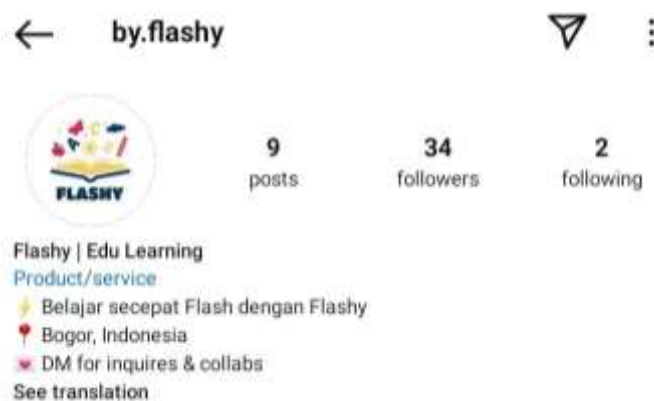 by.flashy
FLASHY
9
posts
34
followers
2
following
Flashy | Edu Learning
Product/service
Belajar secepat Flash dengan Flashy
Bogor, Indonesia
DM for inquires & collabs
See translation